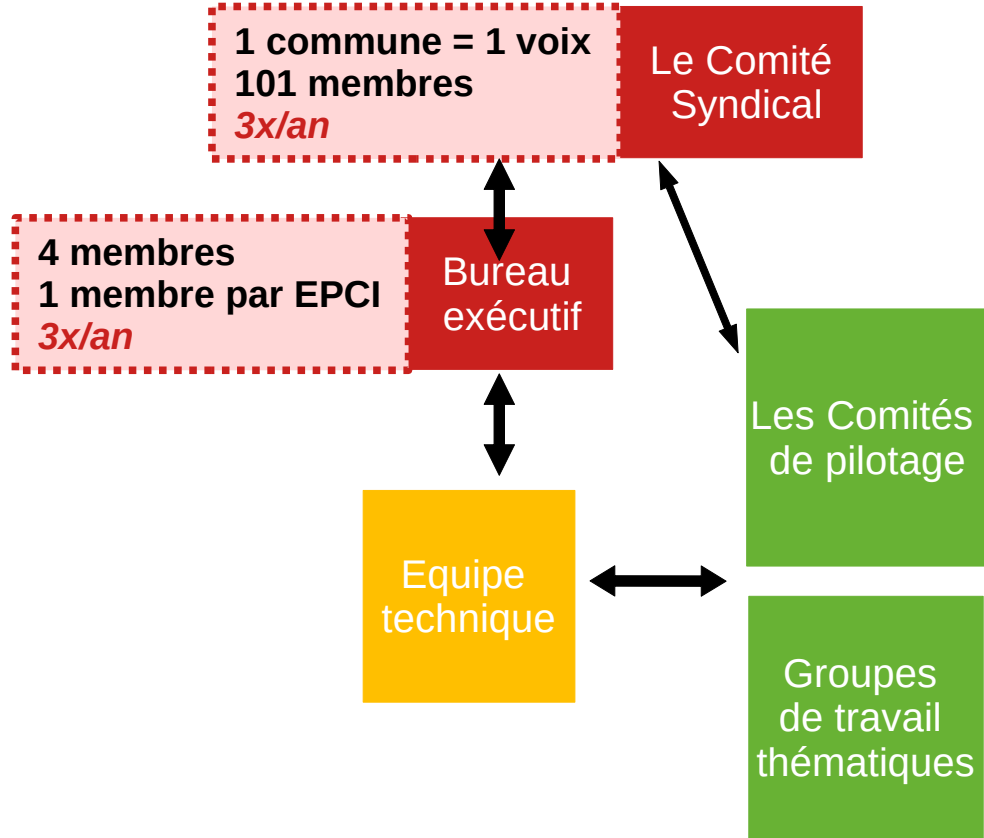 1 commune = 1 voix
101 membres
3x/an
Le Comité
Syndical
4 membres
1 membre par EPCI
3x/an
Bureau
exécutif
Les Comités
de pilotage
Equipe
technique
Groupes
de travail
thématiques